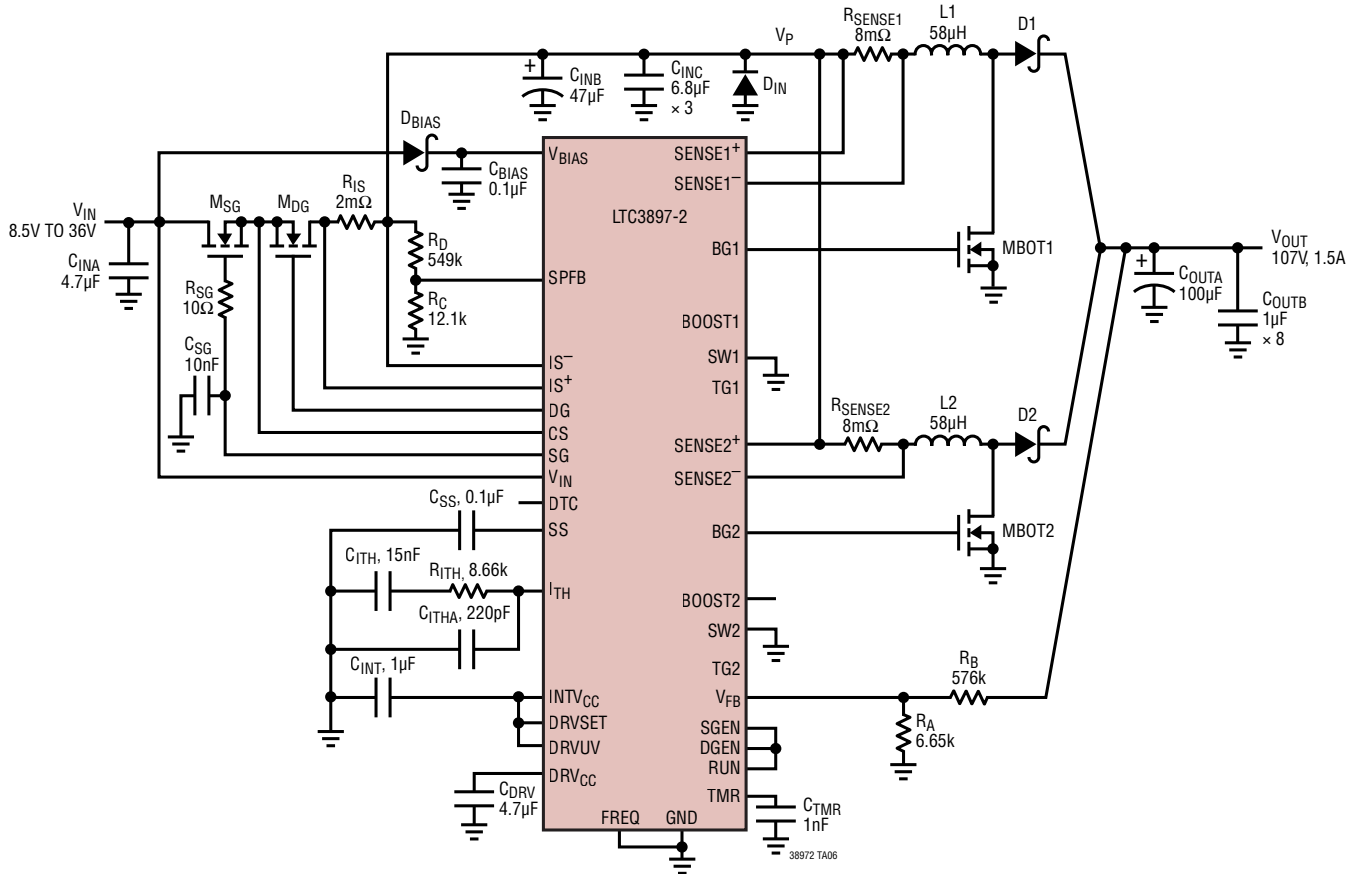 V_P
R_SENSE1
8mΩ
L1
58µH
D1
+
C_INB
47µF
C_INC
6.8µF
× 3
D_IN
D_BIAS
C_BIAS
0.1µF
V_IN
8.5V TO 36V
C_INA
4.7µF
M_SG
M_DG
R_IS
2mΩ
R_SG
10Ω
C_SG
10nF
R_D
549k
R_C
12.1k
LTC3897-2
V_BIAS
SPFB
IS⁻
IS⁺
DG
CS
SG
V_IN
DTC
SS
I_TH
INTV_CC
DRVSET
DRVUV
DRV_CC
FREQ
GND
SENSE1⁺
SENSE1⁻
BG1
BOOST1
SW1
TG1
SENSE2⁺
SENSE2⁻
BG2
BOOST2
SW2
TG2
V_FB
SGEN
DGEN
RUN
TMR
MBOT1
V_OUT
107V, 1.5A
+
C_OUTA
100µF
C_OUTB
1µF
× 8
R_SENSE2
8mΩ
L2
58µH
D2
MBOT2
C_SS, 0.1µF
C_ITH, 15nF
R_ITH, 8.66k
C_ITHA, 220pF
C_INT, 1µF
C_DRV
4.7µF
R_B
576k
R_A
6.65k
C_TMR
1nF
38972 TA06